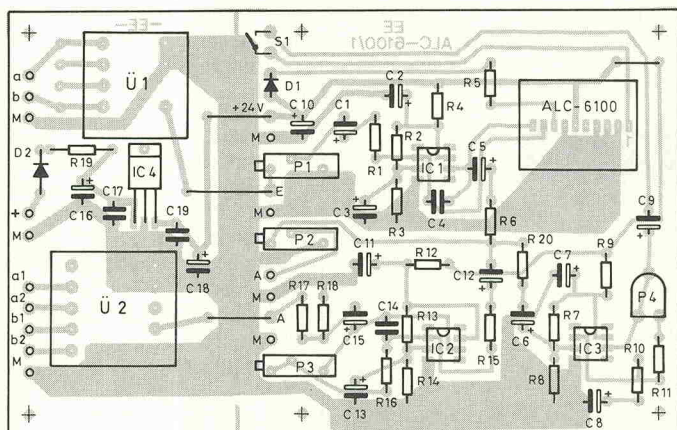 -EE-
EE
ALC-6100/1
S1
a
b
M
Ü 1
D1
+24V
C10
C1
C2
R5
R4
ALC-6100
1
D2
R19
IC 4
M
R1
R2
IC1
C5
P1
C16
C17
E
C3
R3
C4
R6
C9
+
M
C19
M
P2
C11
R12
R20
C7
R9
C18
A
C12
a1
a2
b1
b2
M
Ü 2
M
R17
R18
P4
A
C15
C14
R13
C6
R7
M
IC2
R15
IC3
R10
P3
R16
R14
R8
R11
C13
C8